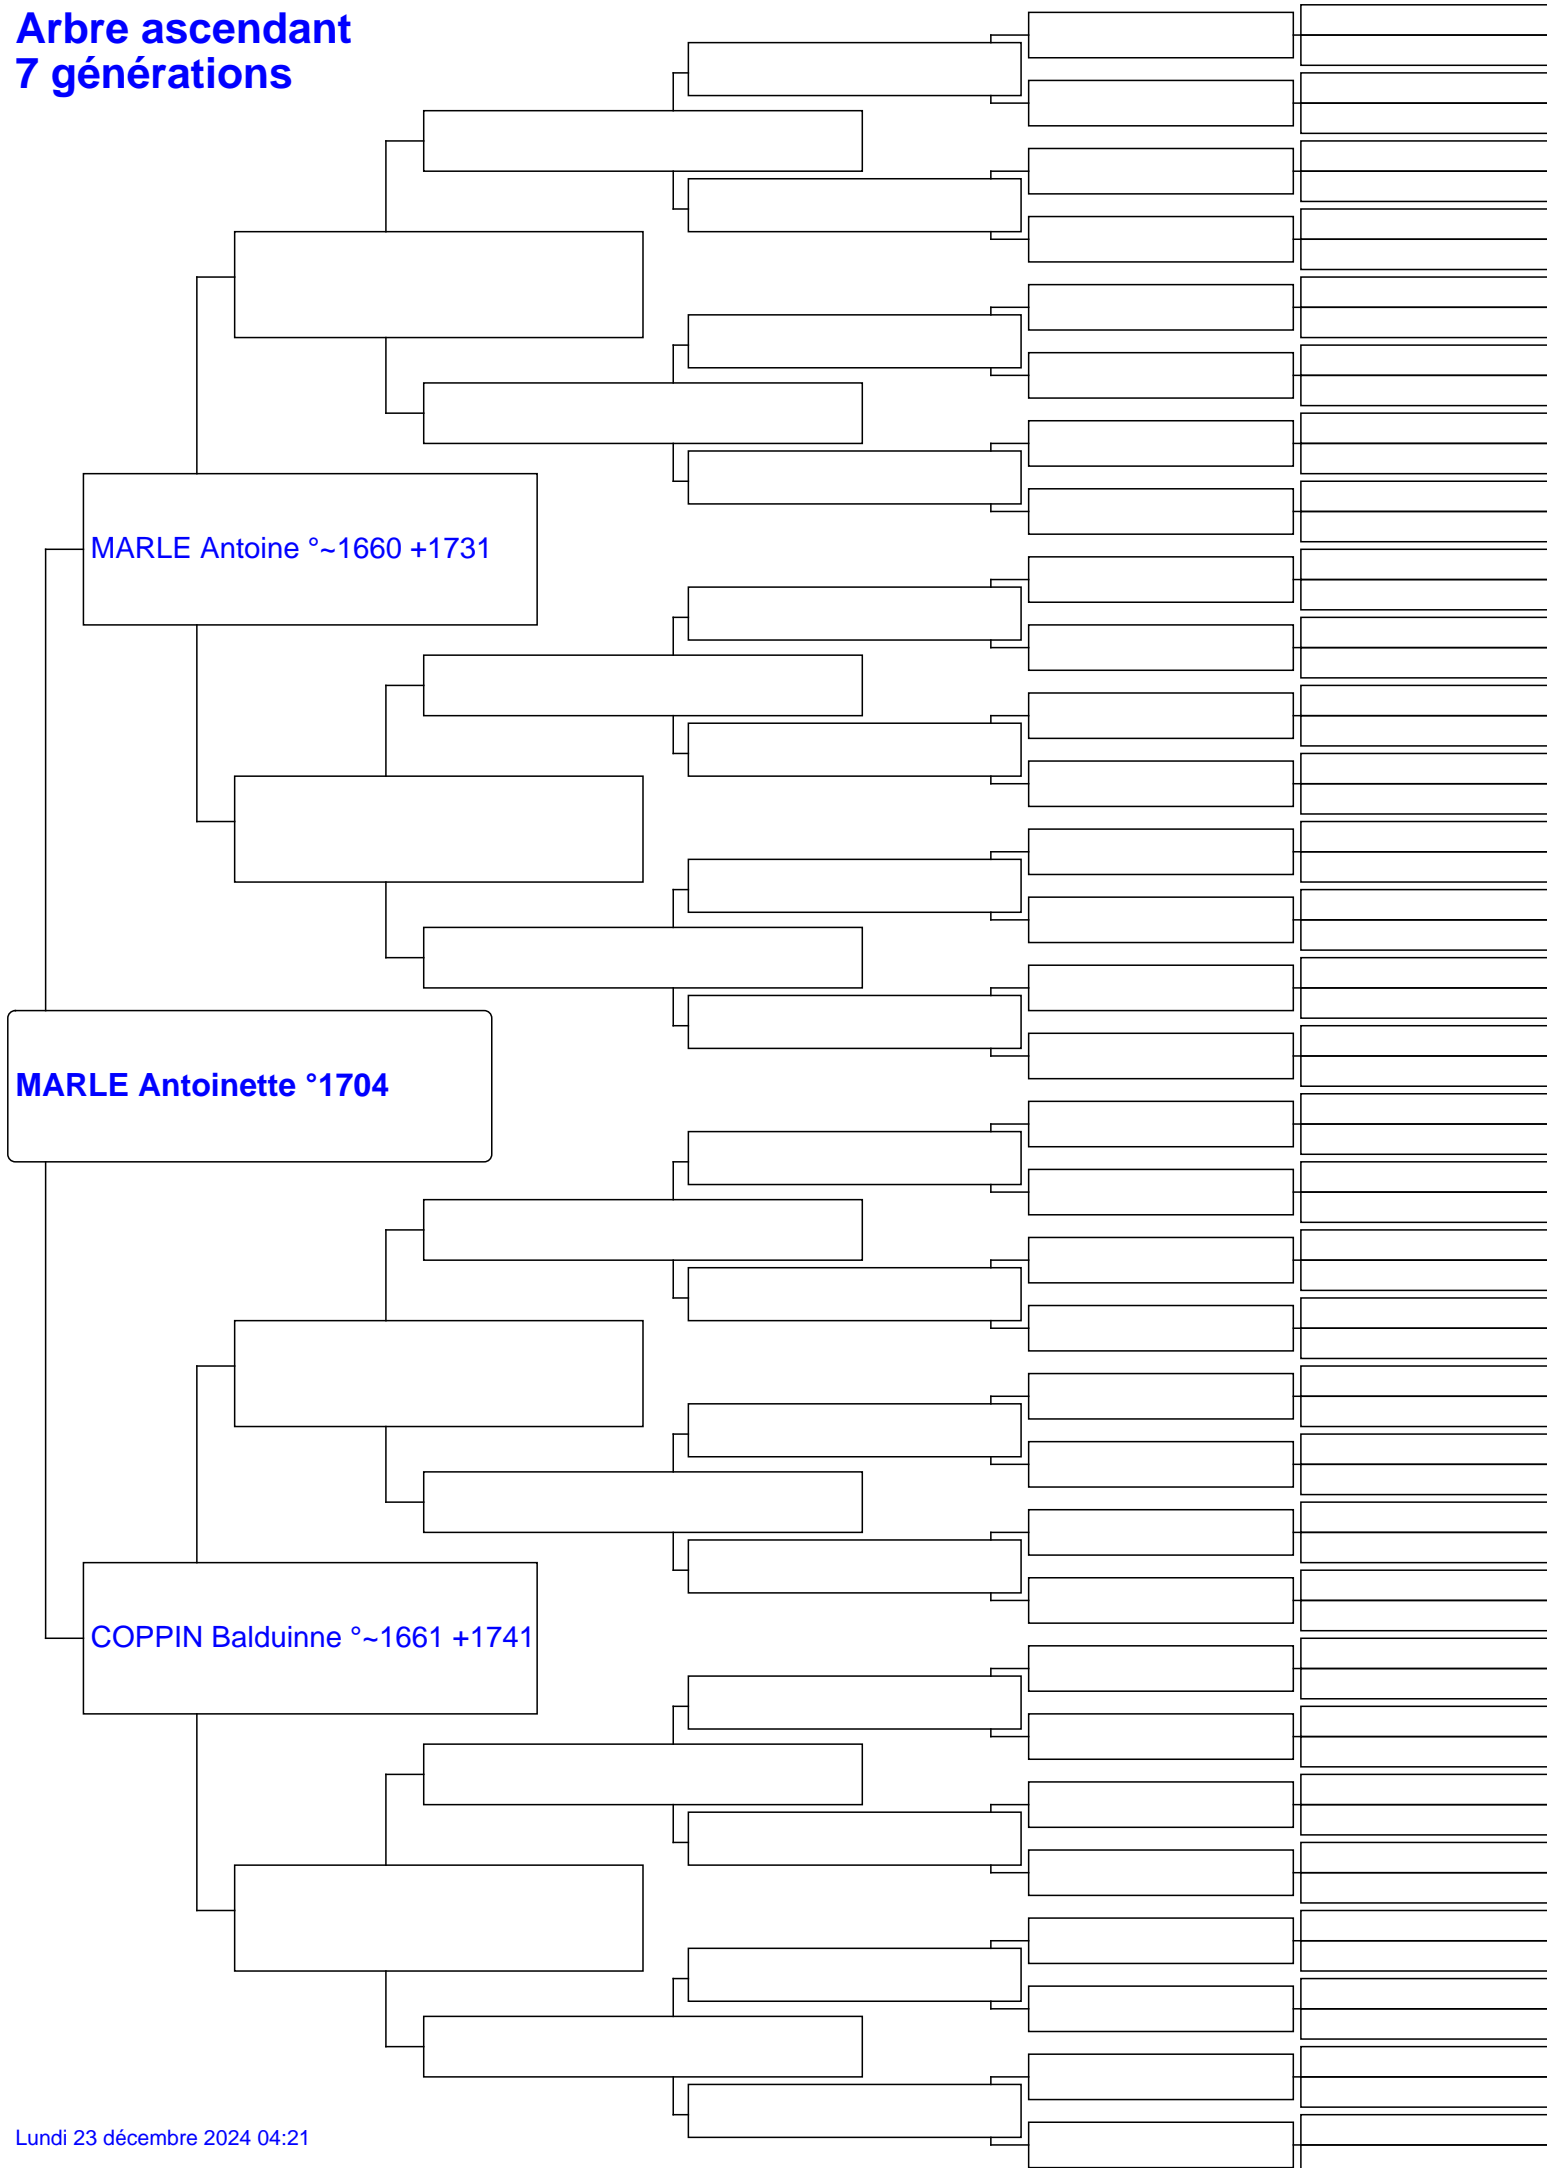 Arbre ascendant
7 générations
MARLE Antoine °~1660 +1731
MARLE Antoinette °1704
COPPIN Balduinne °~1661 +1741
Lundi 23 décembre 2024 04:21